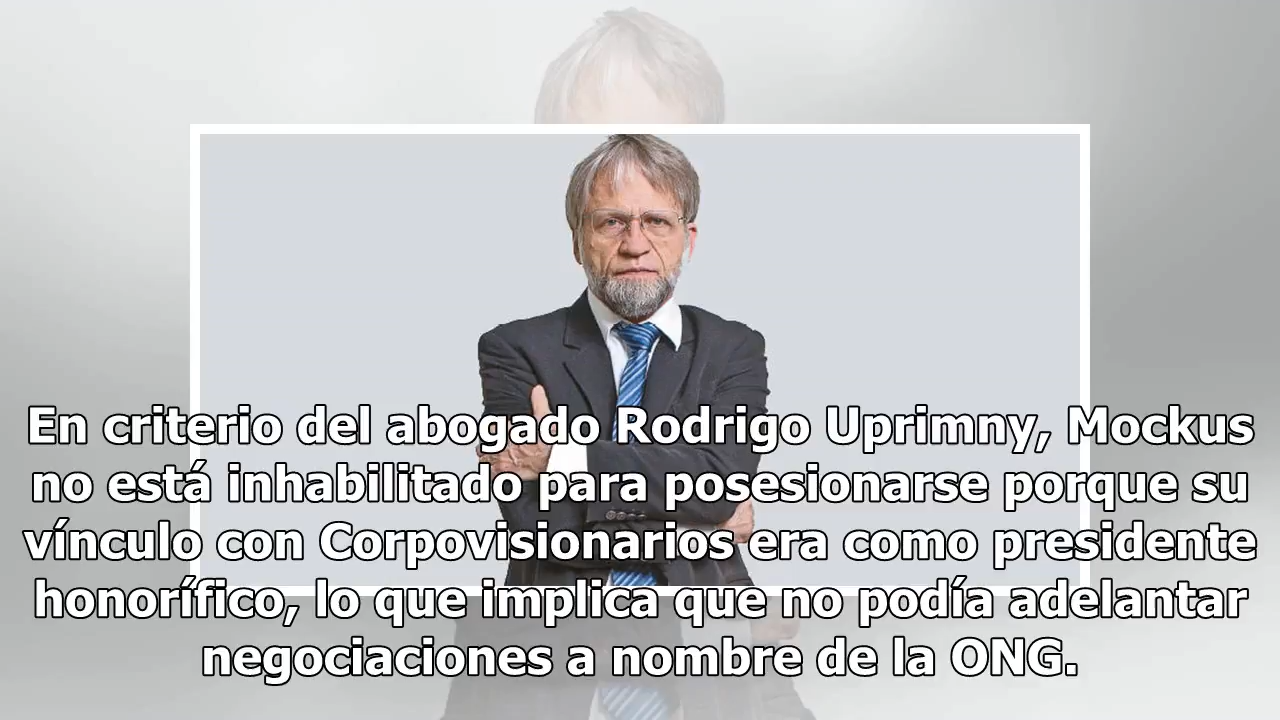 En criterio del abogado Rodrigo Uprimny, Mockus
no está inhabilitado para posesionarse porque su
vínculo con Corpovisionarios era como presidente
honorífico, lo que implica que no podía adelantar
negociaciones a nombre de la ONG.